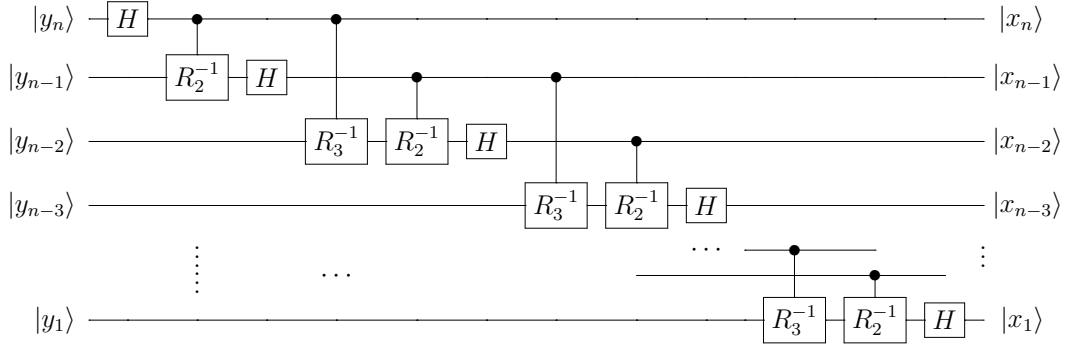 |y_n⟩ H |x_n⟩
|y_{n−1}⟩ R_2^{−1} H |x_{n−1}⟩
|y_{n−2}⟩ R_3^{−1} R_2^{−1} H |x_{n−2}⟩
|y_{n−3}⟩ R_3^{−1} R_2^{−1} H |x_{n−3}⟩
⋮ ... ... ⋮
|y_1⟩ R_3^{−1} R_2^{−1} H |x_1⟩